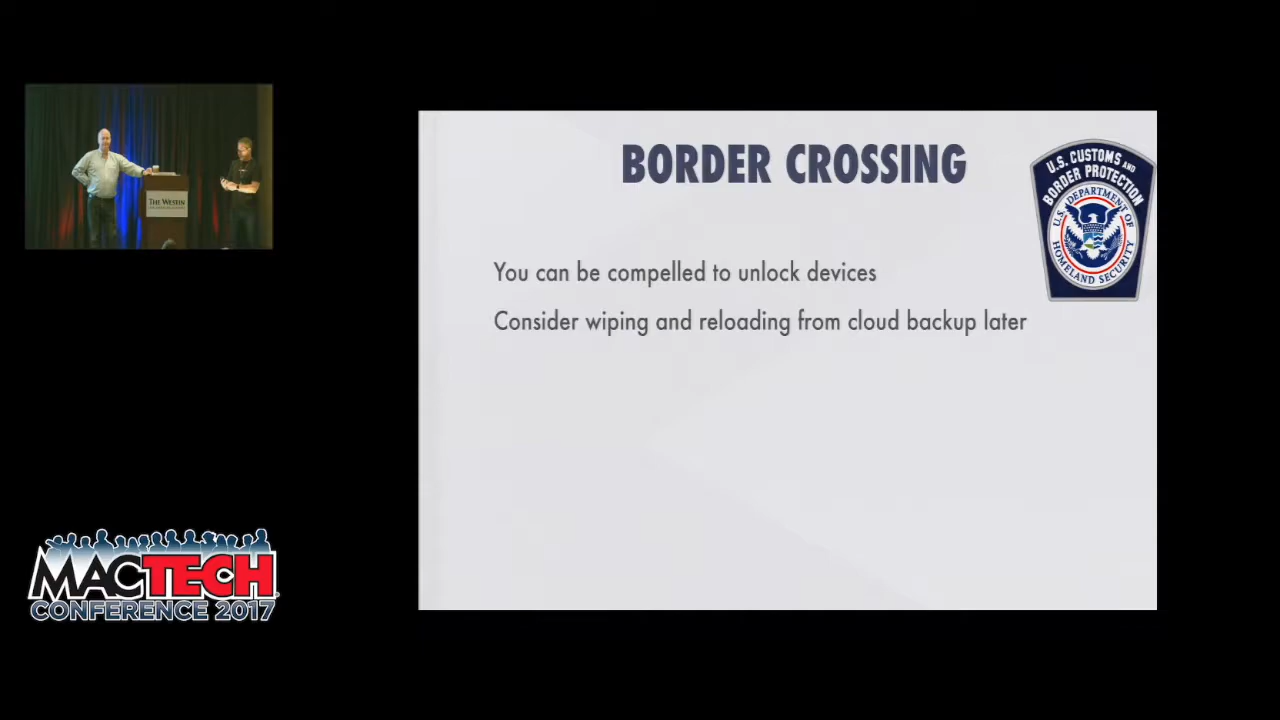 BORDER CROSSING
U.S. CUSTOMS AND
BORDER PROTECTION
U.S. DEPARTMENT OF
HOMELAND SECURITY
You can be compelled to unlock devices
Consider wiping and reloading from cloud backup later
THE WESTIN
MACTECH
CONFERENCE 2017